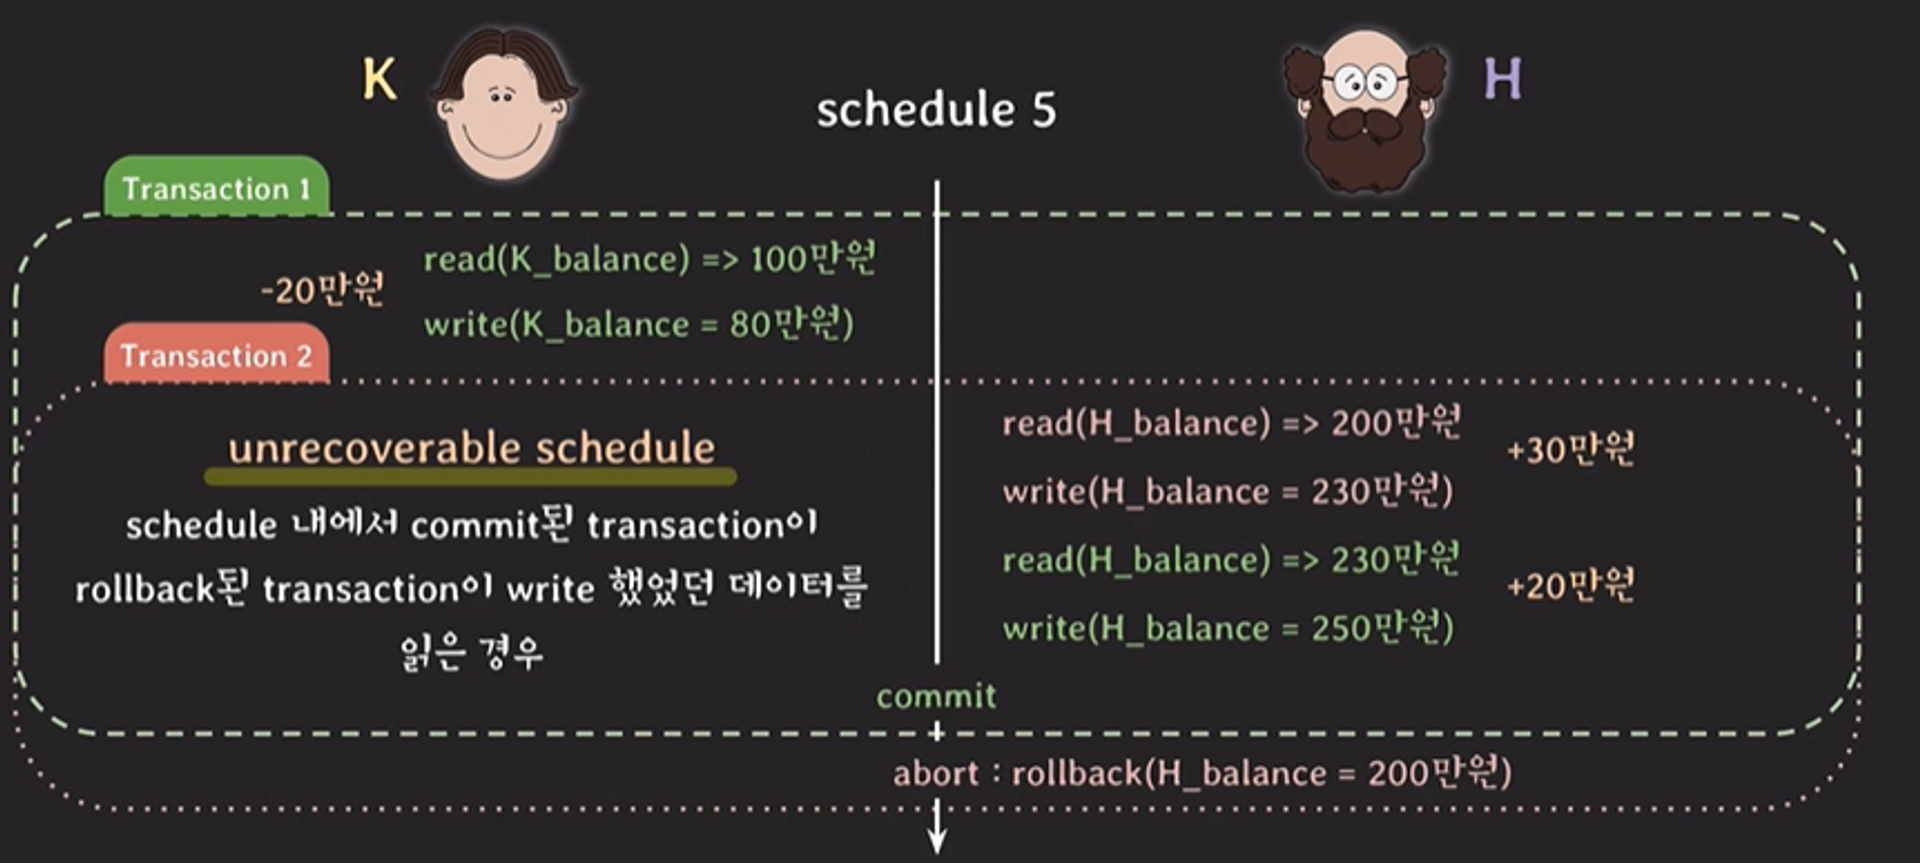 K
H
schedule 5
Transaction 1
read(K_balance) => 100만원
-20만원
write(K_balance = 80만원)
Transaction 2
read(H_balance) => 200만원
+30만원
write(H_balance = 230만원)
read(H_balance) => 230만원
+20만원
write(H_balance = 250만원)
unrecoverable schedule
schedule 내에서 commit된 transaction이
rollback된 transaction이 write 했었던 데이터를
읽은 경우
commit
abort : rollback(H_balance = 200만원)